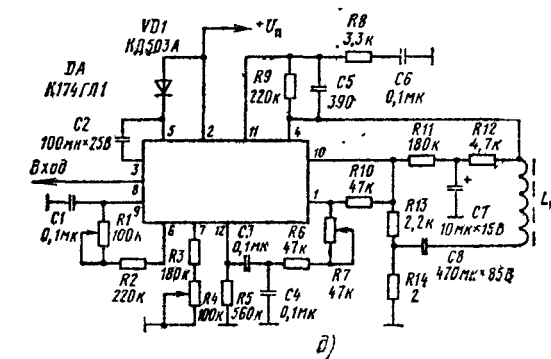 VD1
КД503А
+Uп
R8
3,3к
DA
К174ГЛ1
R9
220к
C5
390
C6
0,1мк
C2
100мк×25В
5
2
11
4
R11
180к
R12
4,7к
Вход
3
8
9
10
1
R10
47к
R13
2,2к
C7
10мк×15В
C1
0,1мк
R1
100к
6
7
12
C3
0,1мк
R6
47к
C8
470мк×85В
R2
220к
R3
180к
R4
100к
R5
560к
C4
0,1мк
R7
47к
R14
2
д)